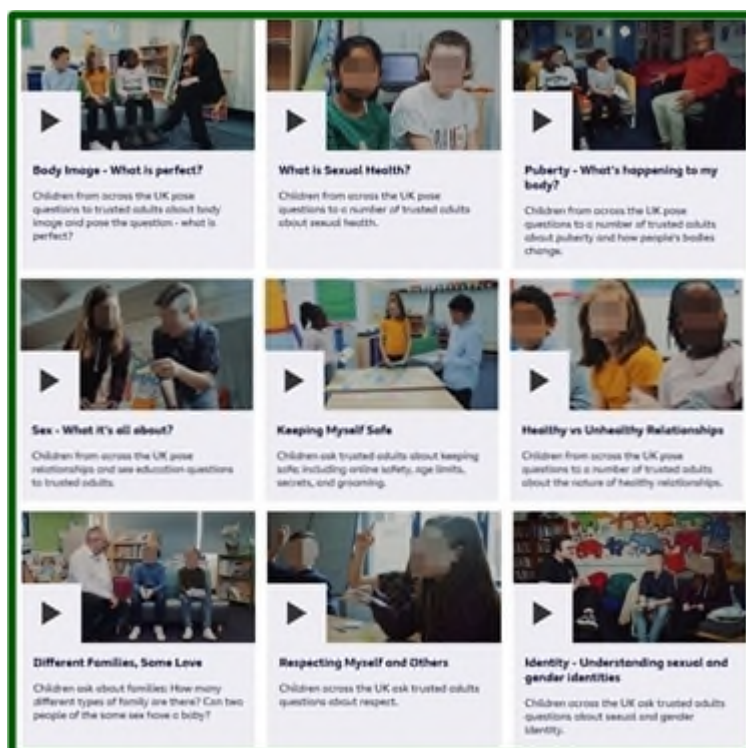 Body Image - What is perfect?
Children from across the UK pose
questions to trusted adults about body
image and pose the question - what is
perfect?
What is Sexual Health?
Children from across the UK pose
questions to a number of trusted adults
about sexual health.
Puberty - What's happening to my
body?
Children from across the UK pose
questions to a number of trusted adults
about puberty and how people's bodies
change.
Sex - What it's all about?
Children from across the UK pose
relationships and sex education questions
to trusted adults.
Keeping Myself Safe
Children ask trusted adults about keeping
safe; including online safety, age limits,
secrets, and grooming.
Healthy vs Unhealthy Relationships
Children from across the UK pose
questions to a number of trusted adults
about the nature of healthy relationships.
Different Families, Same Love
Children ask about families: How many
different types of family are there? Can two
people of the same sex have a baby?
Respecting Myself and Others
Children across the UK ask trusted adults
questions about respect.
Identity - Understanding sexual and
gender identities
Children from across the UK ask trusted adults
questions about sexual and gender
identity.